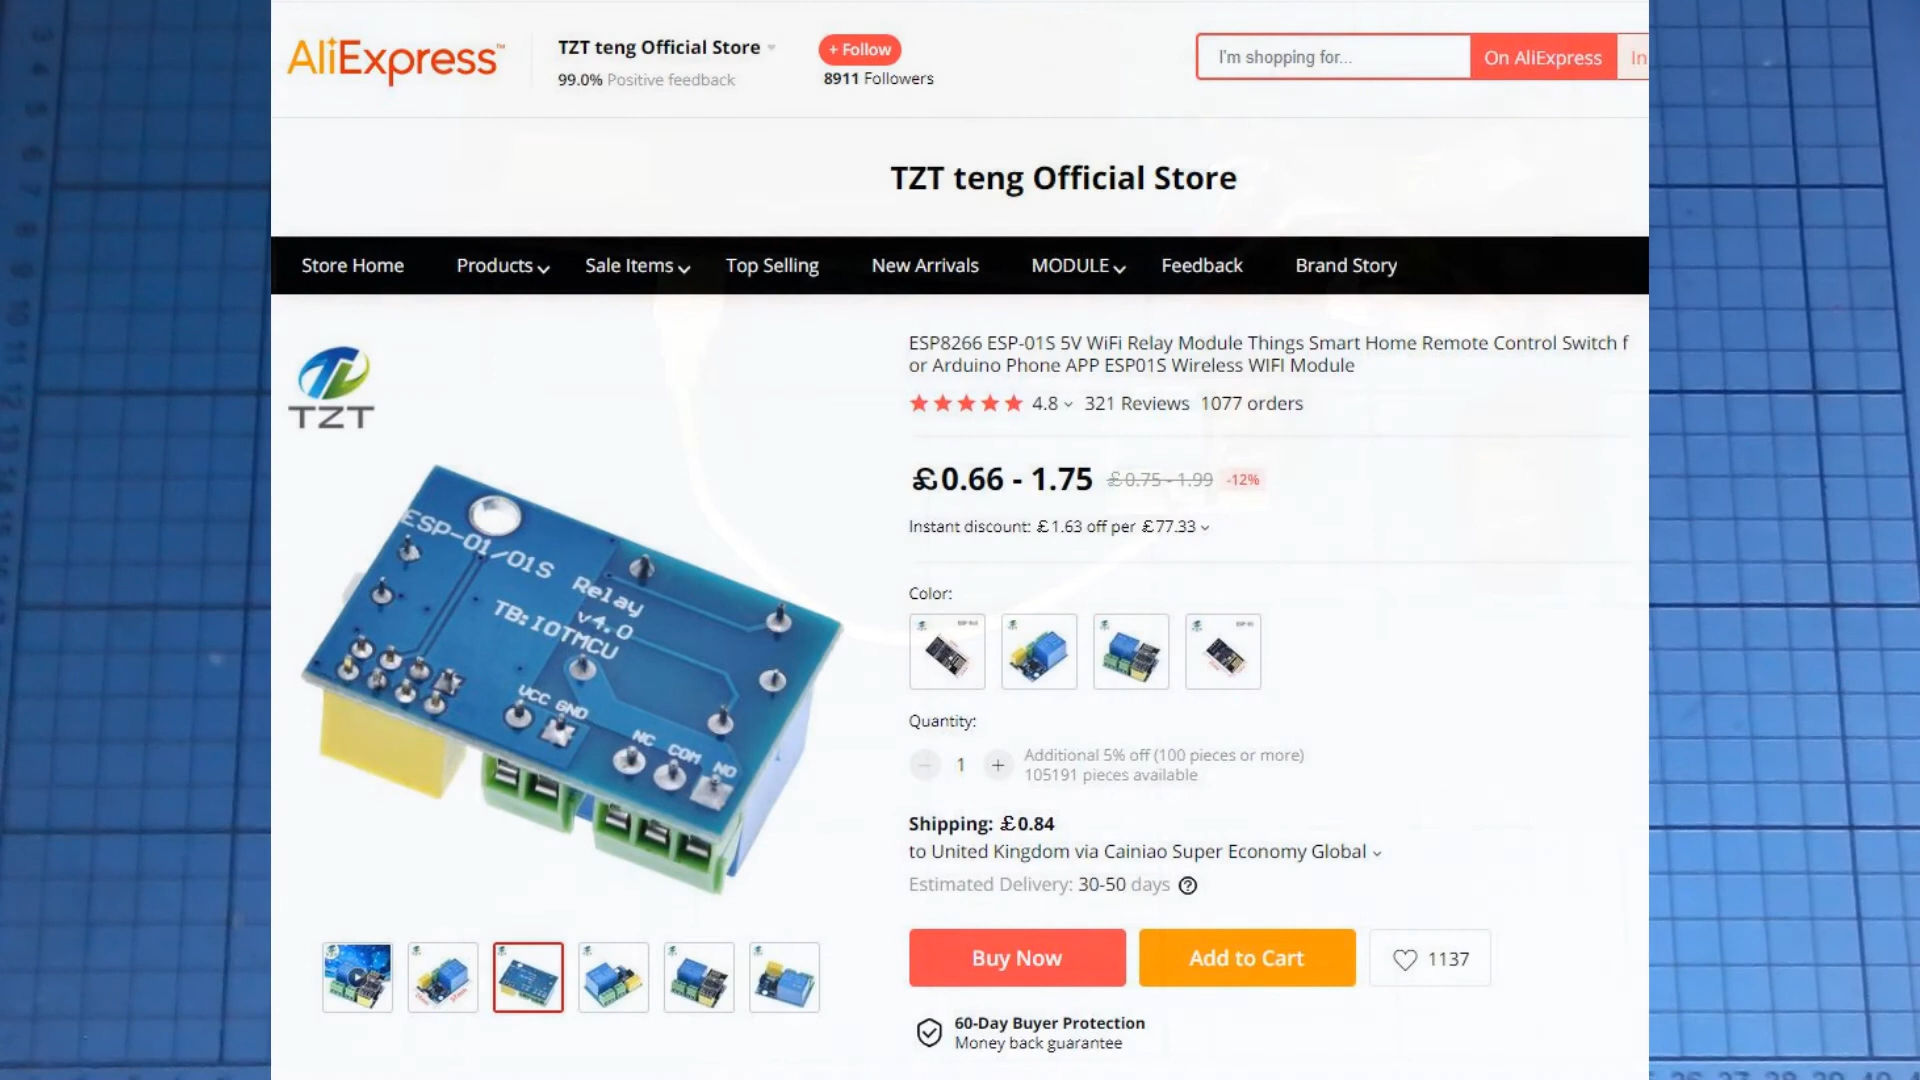 AliExpress™
TZT teng Official Store
+ Follow
99.0% Positive feedback
8911 Followers
I'm shopping for...
On AliExpress
In
TZT teng Official Store
Store Home
Products
Sale Items
Top Selling
New Arrivals
MODULE
Feedback
Brand Story
TZT
ESP8266 ESP-01S 5V WiFi Relay Module Things Smart Home Remote Control Switch f
or Arduino Phone APP ESP01S Wireless WIFI Module
4.8
321 Reviews
1077 orders
£0.66 - 1.75
£0.75 - 1.99
-12%
Instant discount: £1.63 off per £77.33
Color:
Quantity:
1
Additional 5% off (100 pieces or more)
105191 pieces available
Shipping: £0.84
to United Kingdom via Cainiao Super Economy Global
Estimated Delivery: 30-50 days
Buy Now
Add to Cart
1137
60-Day Buyer Protection
Money back guarantee
ESP-01/01S
Relay
v4.0
TB:IOTMCU
VCC GND
NC COM NO